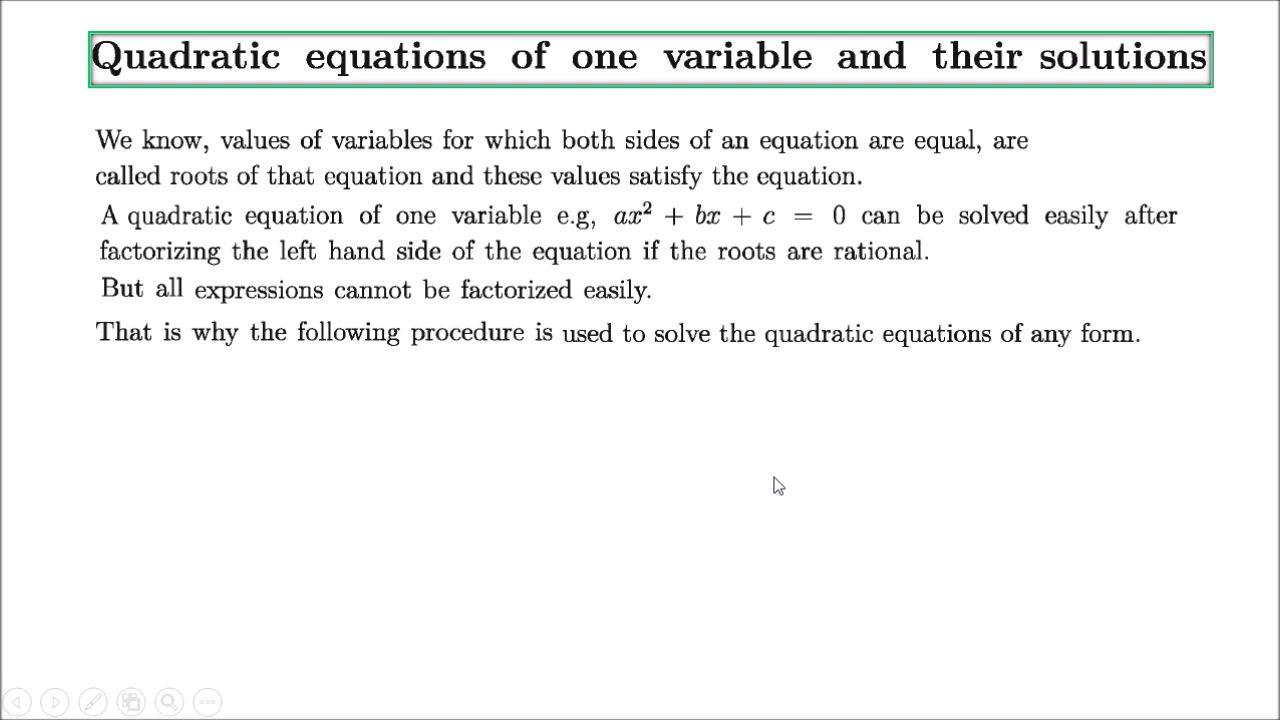 Quadratic equations of one variable and their solutions
We know, values of variables for which both sides of an equation are equal, are
called roots of that equation and these values satisfy the equation.
A quadratic equation of one variable e.g, ax² + bx + c = 0 can be solved easily after
factorizing the left hand side of the equation if the roots are rational.
But all expressions cannot be factorized easily.
That is why the following procedure is used to solve the quadratic equations of any form.